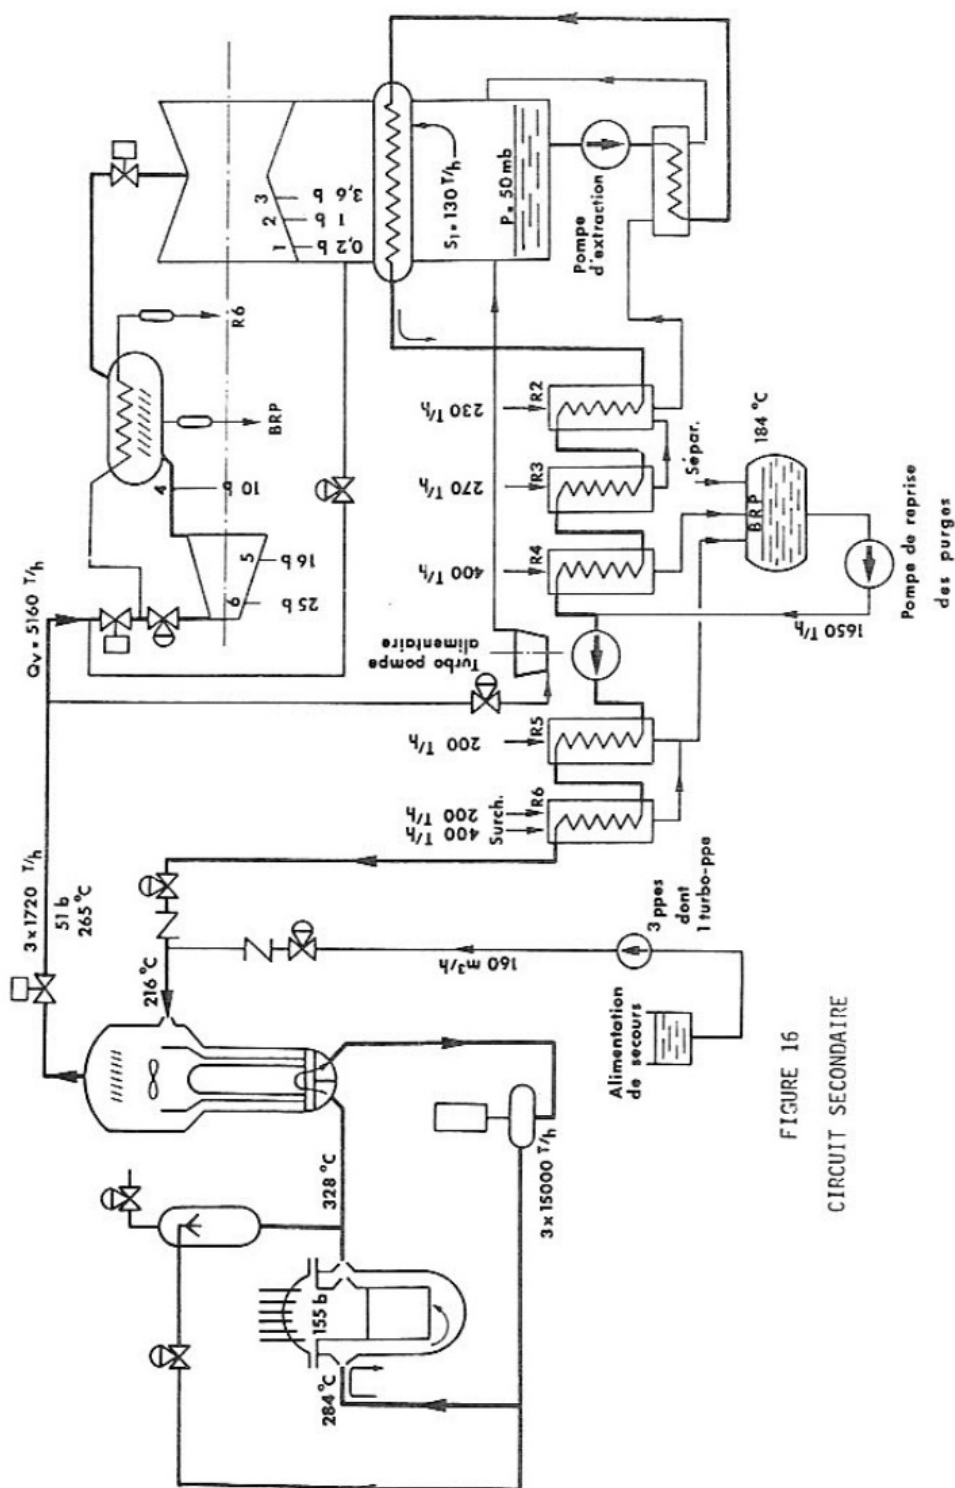 3 x 1720 T/h
51 b
265 °C
Qv = 5160 T/h
216 °C
328 °C
284 °C
155 b
3 x 15000 T/h
6
25 b
5
16 b
4
10 b
BRP
R6
1
0,2 b
2
1 b
3
3,6 b
S₁ = 130 T/h
P = 50 mb
Pompe
d'extraction
Turbo pompe
alimentaire
400 T/h
200 T/h
Surch.
R6
200 T/h
R5
400 T/h
R4
270 T/h
R3
230 T/h
R2
Sépar.
BRP
184 °C
1650 T/h
Pompe de reprise
des purges
160 m³/h
3 ppes
dont
1 turbo-ppe
Alimentation
de secours
FIGURE 16
CIRCUIT SECONDAIRE